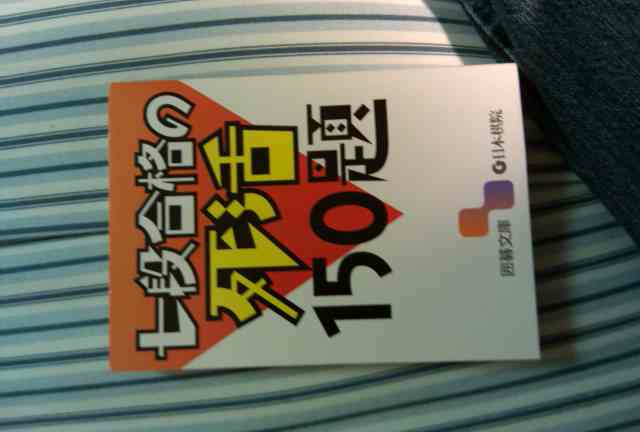 七段合格の
死活
150題
囲碁文庫
日本棋院